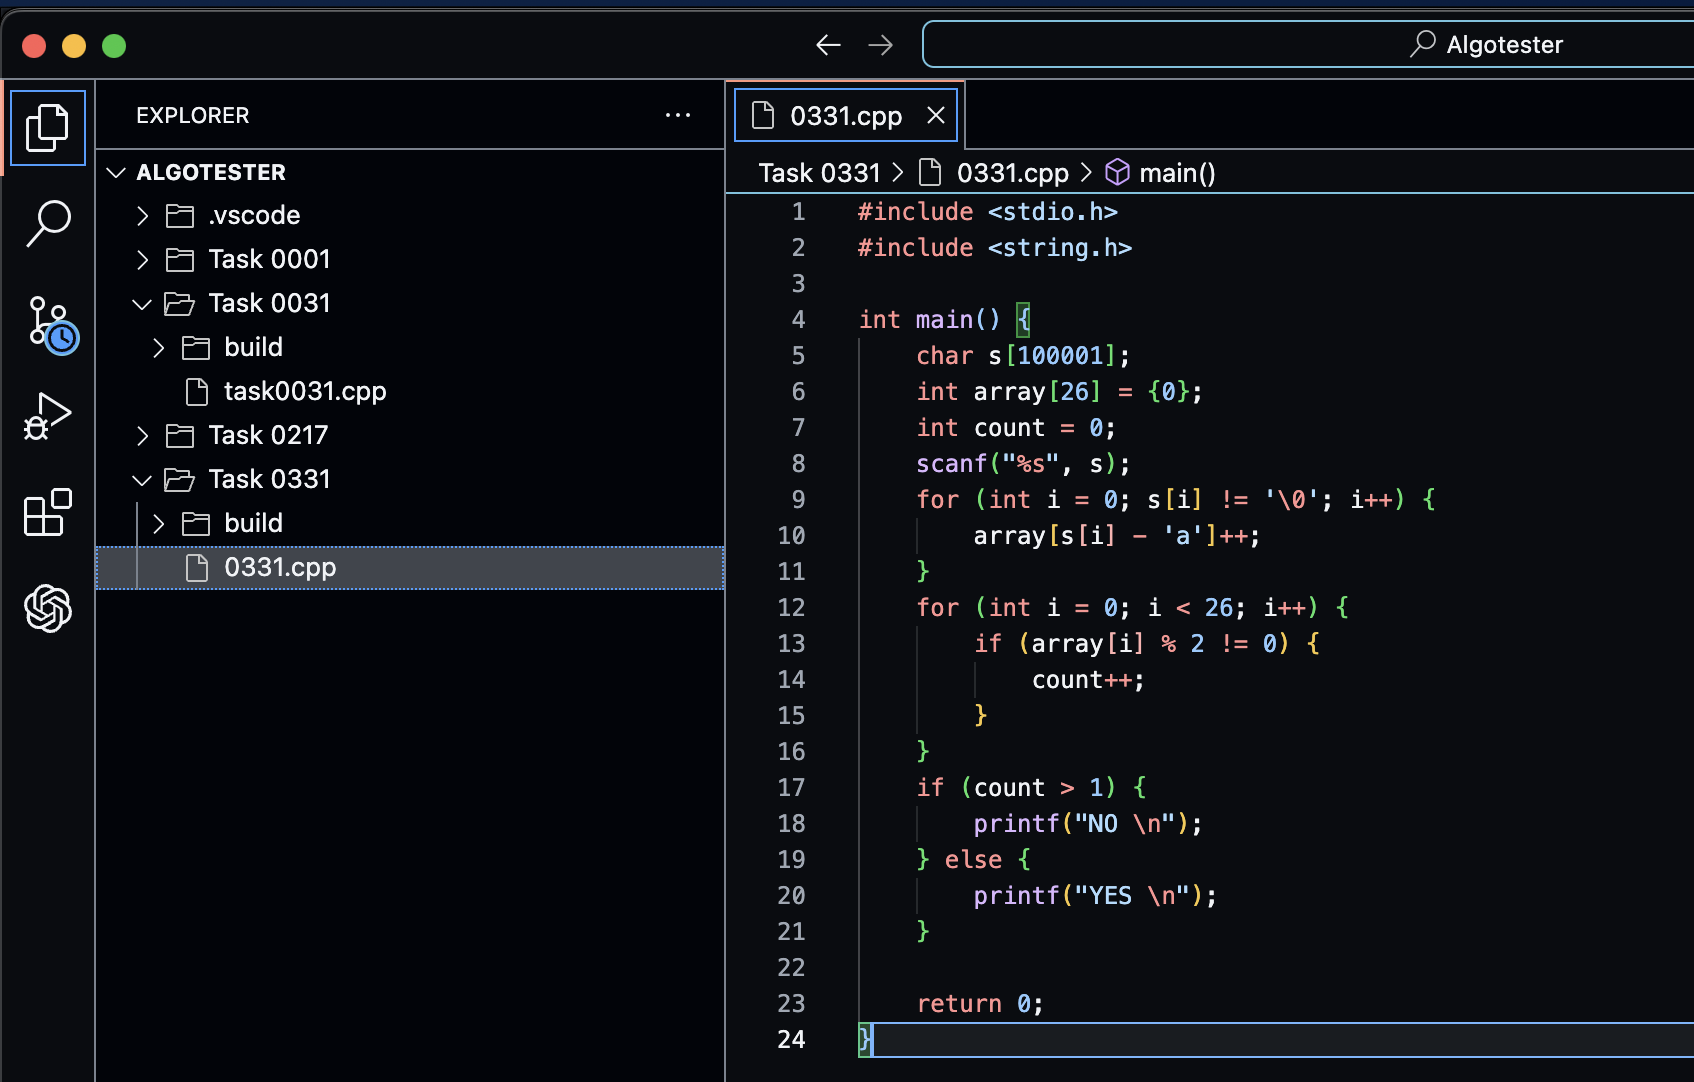 Algotester
EXPLORER
ALGOTESTER
.vscode
Task 0001
Task 0031
build
task0031.cpp
Task 0217
Task 0331
build
0331.cpp
0331.cpp
Task 0331 > 0331.cpp > main()
1 #include <stdio.h>
2 #include <string.h>
3
4 int main() {
5     char s[100001];
6     int array[26] = {0};
7     int count = 0;
8     scanf("%s", s);
9     for (int i = 0; s[i] != '\0'; i++) {
10         array[s[i] - 'a']++;
11     }
12     for (int i = 0; i < 26; i++) {
13         if (array[i] % 2 != 0) {
14             count++;
15         }
16     }
17     if (count > 1) {
18         printf("NO \n");
19     } else {
20         printf("YES \n");
21     }
22
23     return 0;
24 }